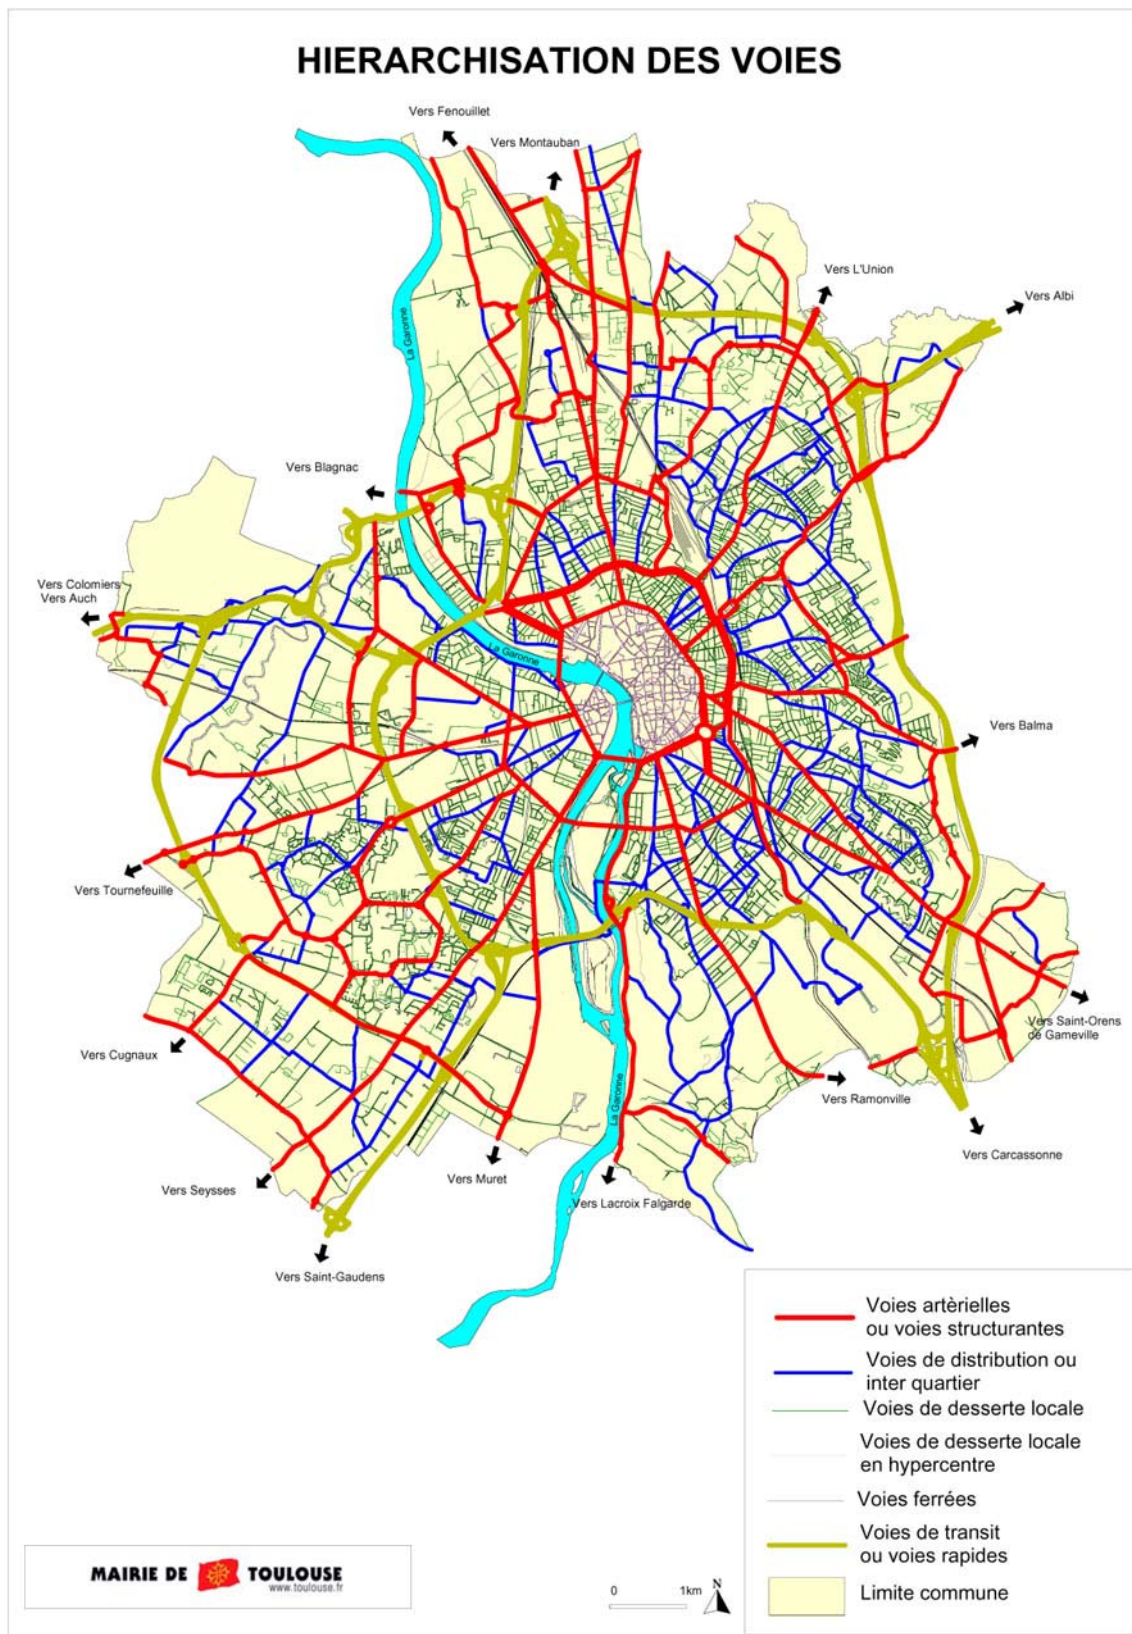 HIERARCHISATION DES VOIES
Vers Fenouillet
Vers Montauban
Vers L'Union
Vers Albi
La Garonne
Vers Blagnac
Vers Colomiers
Vers Auch
La Garonne
Vers Balma
Vers Tournefeuille
Vers Saint-Orens
de Gameville
Vers Cugnaux
Vers Ramonville
La Garonne
Vers Carcassonne
Vers Muret
Vers Seysses
Vers Lacroix Falgarde
Vers Saint-Gaudens
Voies artèrielles
ou voies structurantes
Voies de distribution ou
inter quartier
Voies de desserte locale
Voies de desserte locale
en hypercentre
Voies ferrées
Voies de transit
ou voies rapides
Limite commune
MAIRIE DE TOULOUSE
www.toulouse.fr
0 1km N